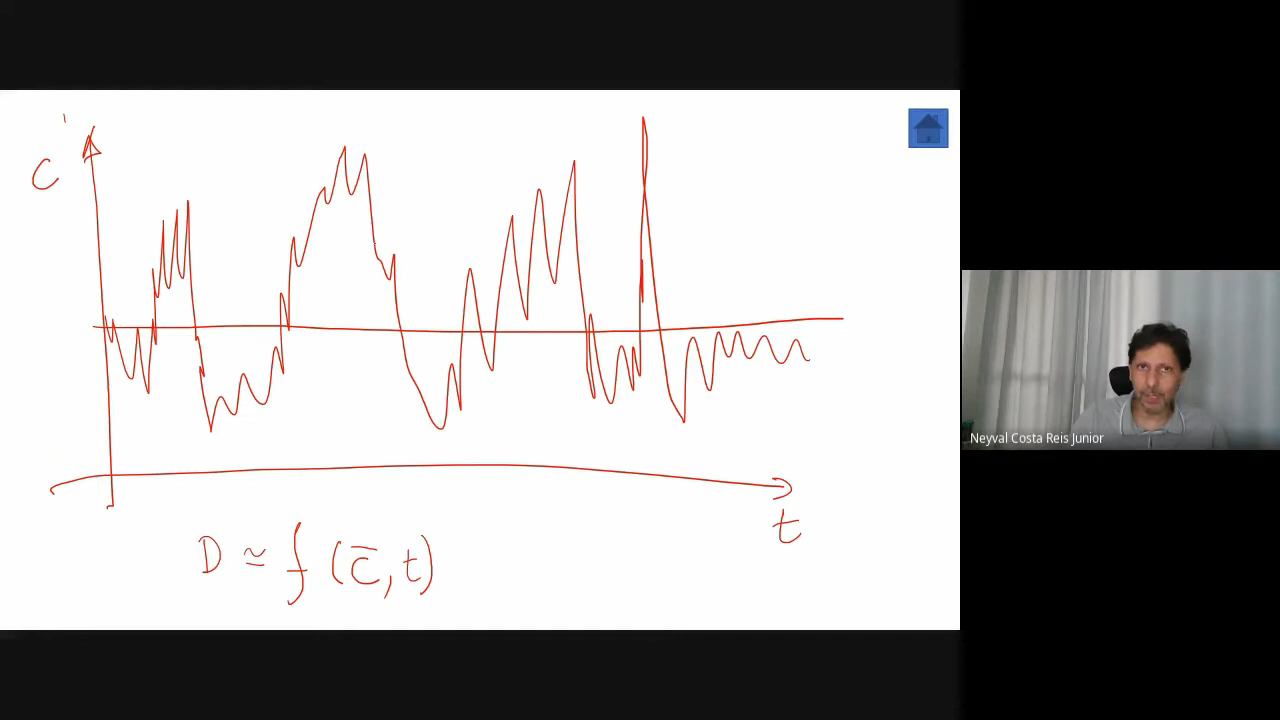 C
t
D ≃ f (c̄, t)
Neyval Costa Reis Junior